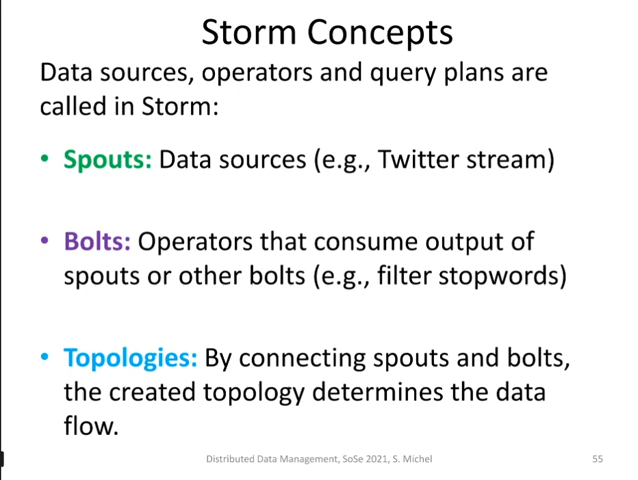 Storm Concepts
Data sources, operators and query plans are
called in Storm:
• Spouts: Data sources (e.g., Twitter stream)
• Bolts: Operators that consume output of
spouts or other bolts (e.g., filter stopwords)
• Topologies: By connecting spouts and bolts,
the created topology determines the data
flow.
Distributed Data Management, SoSe 2021, S. Michel
55